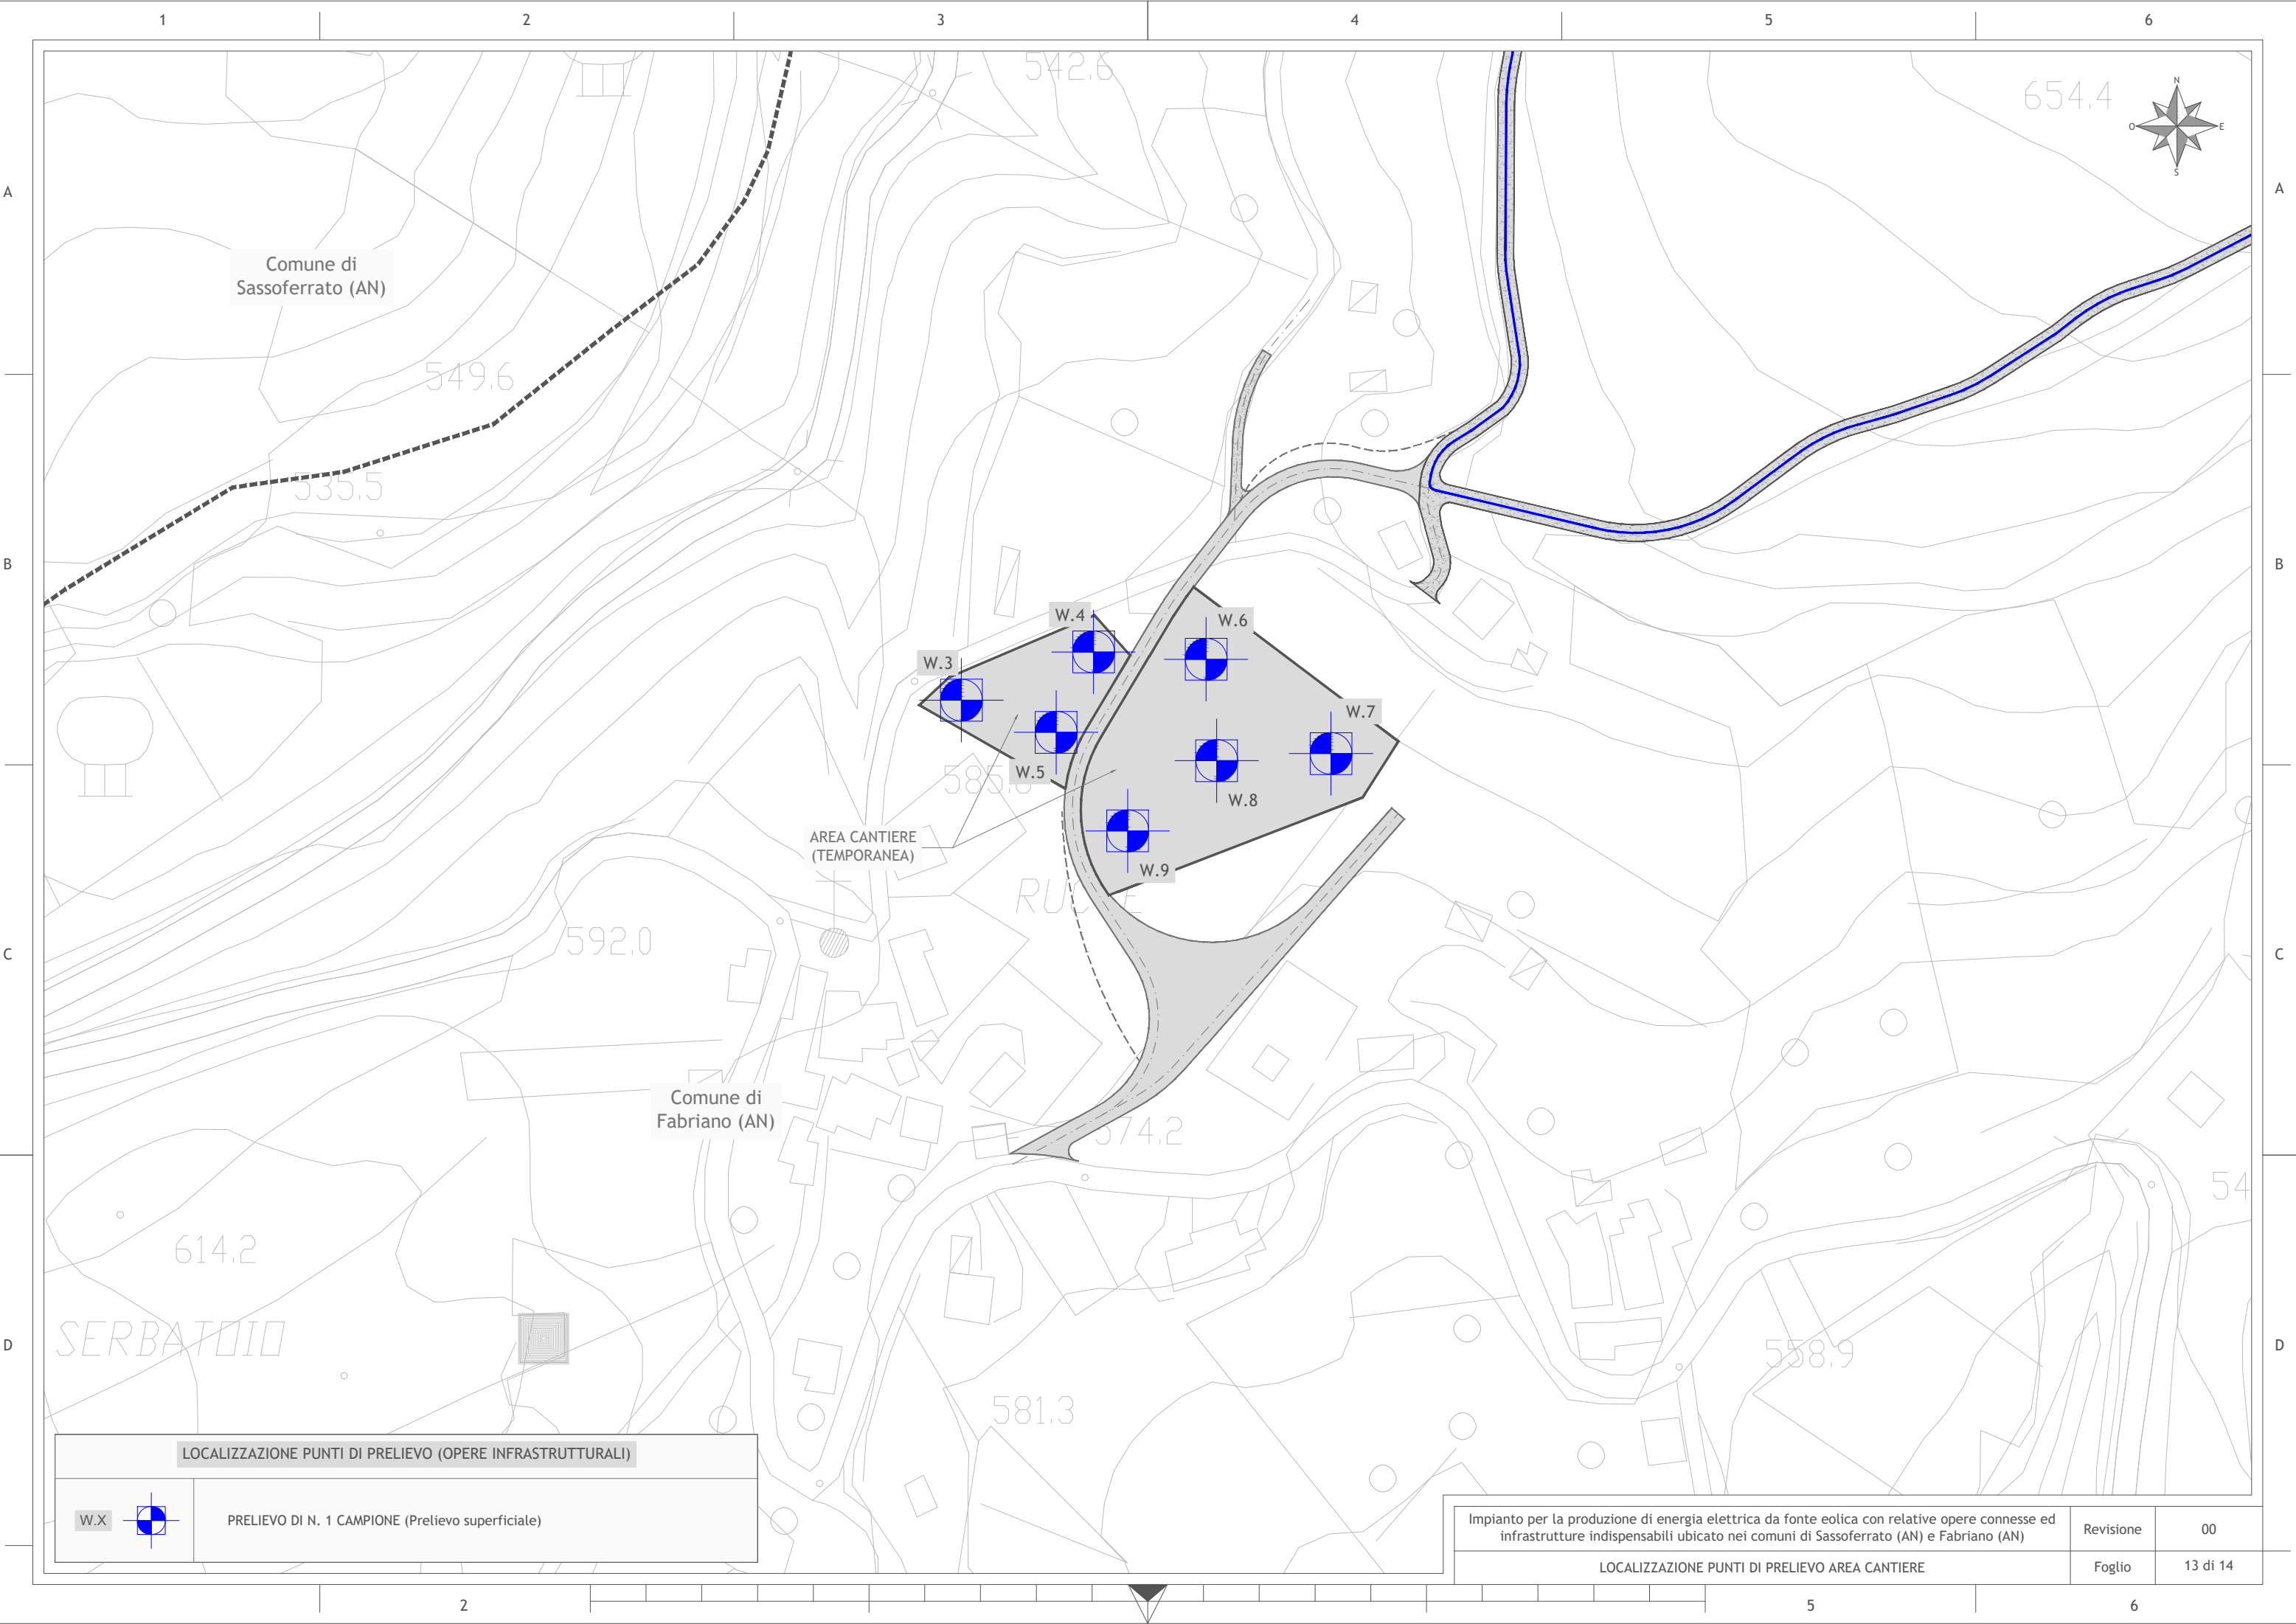 1 2 3 4 5 6
542.6
654.4
N
O E
S
A A
Comune di
Sassoferrato (AN)
549.6
535.5
B B
W.4
W.6
W.3
W.7
W.5
585.8
W.8
AREA CANTIERE
(TEMPORANEA)
W.9
592.0
C C
Comune di
Fabriano (AN)
574.2
54
614.2
SERBATOIO
D D
558.9
581.3
LOCALIZZAZIONE PUNTI DI PRELIEVO (OPERE INFRASTRUTTURALI)
W.X PRELIEVO DI N. 1 CAMPIONE (Prelievo superficiale)
Impianto per la produzione di energia elettrica da fonte eolica con relative opere connesse ed
infrastrutture indispensabili ubicato nei comuni di Sassoferrato (AN) e Fabriano (AN)
Revisione 00
LOCALIZZAZIONE PUNTI DI PRELIEVO AREA CANTIERE
Foglio 13 di 14
2 5 6